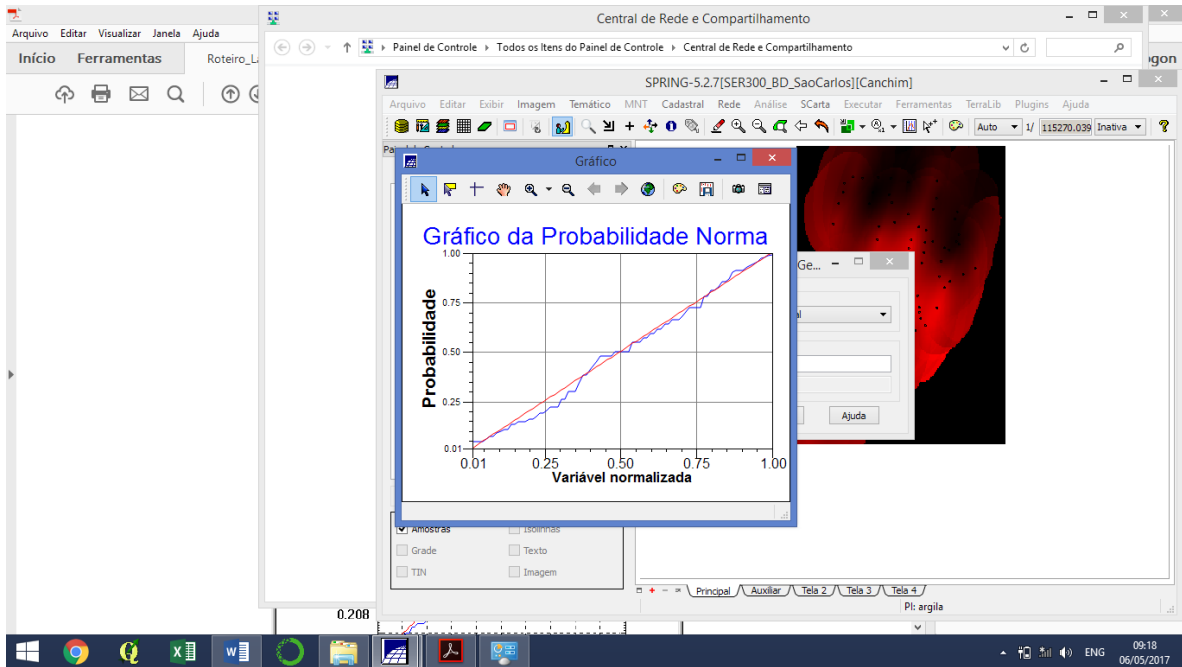 Arquivo Editar Visualizar Janela Ajuda
Início Ferramentas Roteiro_L
Central de Rede e Compartilhamento
Painel de Controle Todos os Itens do Painel de Controle Central de Rede e Compartilhamento
gon
SPRING-5.2.7[SER300_BD_SaoCarlos][Canchim]
Arquivo Editar Exibir Imagem Temático MNT Cadastral Rede Análise SCarta Executar Ferramentas TerraLib Plugins Ajuda
Auto 1/ 115270.039 Inativa
Gráfico
Gráfico da Probabilidade Norma
Probabilidade
1.00
0.75
0.50
0.25
0.01
0.01 0.25 0.50 0.75 1.00
Variável normalizada
Ge...
Ajuda
Amostras Isolinhas
Grade Texto
TIN Imagem
Principal Auxiliar Tela 2 Tela 3 Tela 4
PI: argila
0.208
ENG
09:18
06/05/2017